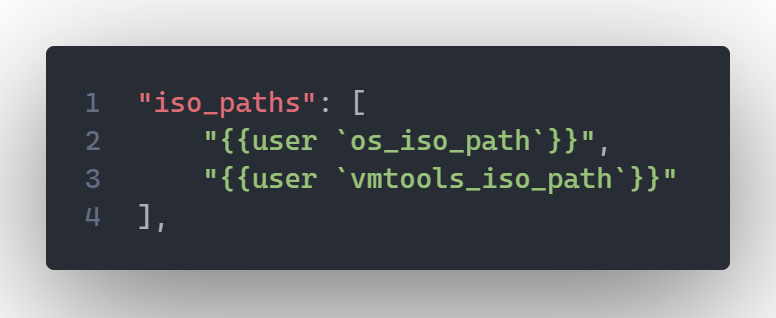 1 "iso_paths": [
2     "{{user `os_iso_path`}}",
3     "{{user `vmtools_iso_path`}}"
4 ],